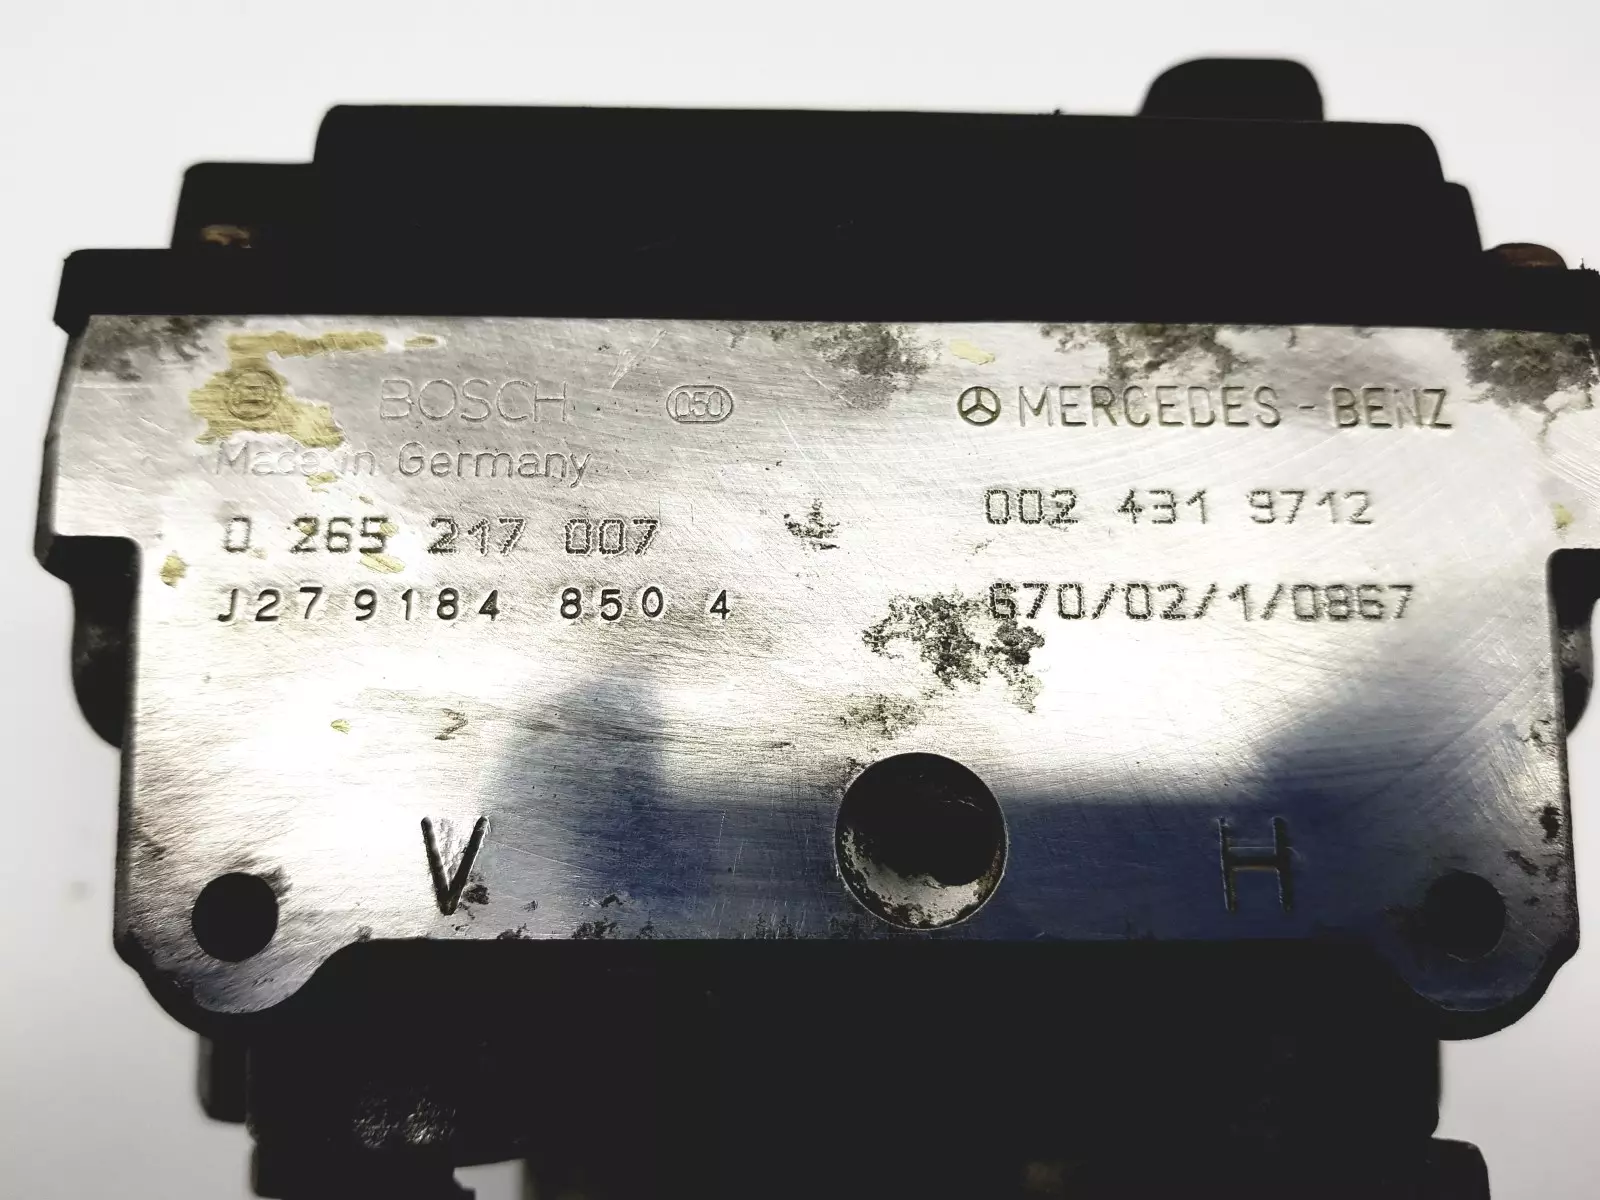 BOSCH 050
Made in Germany
0 265 217 007
J279184 850 4
MERCEDES-BENZ
002 431 9712
670/02/1/0867
V H